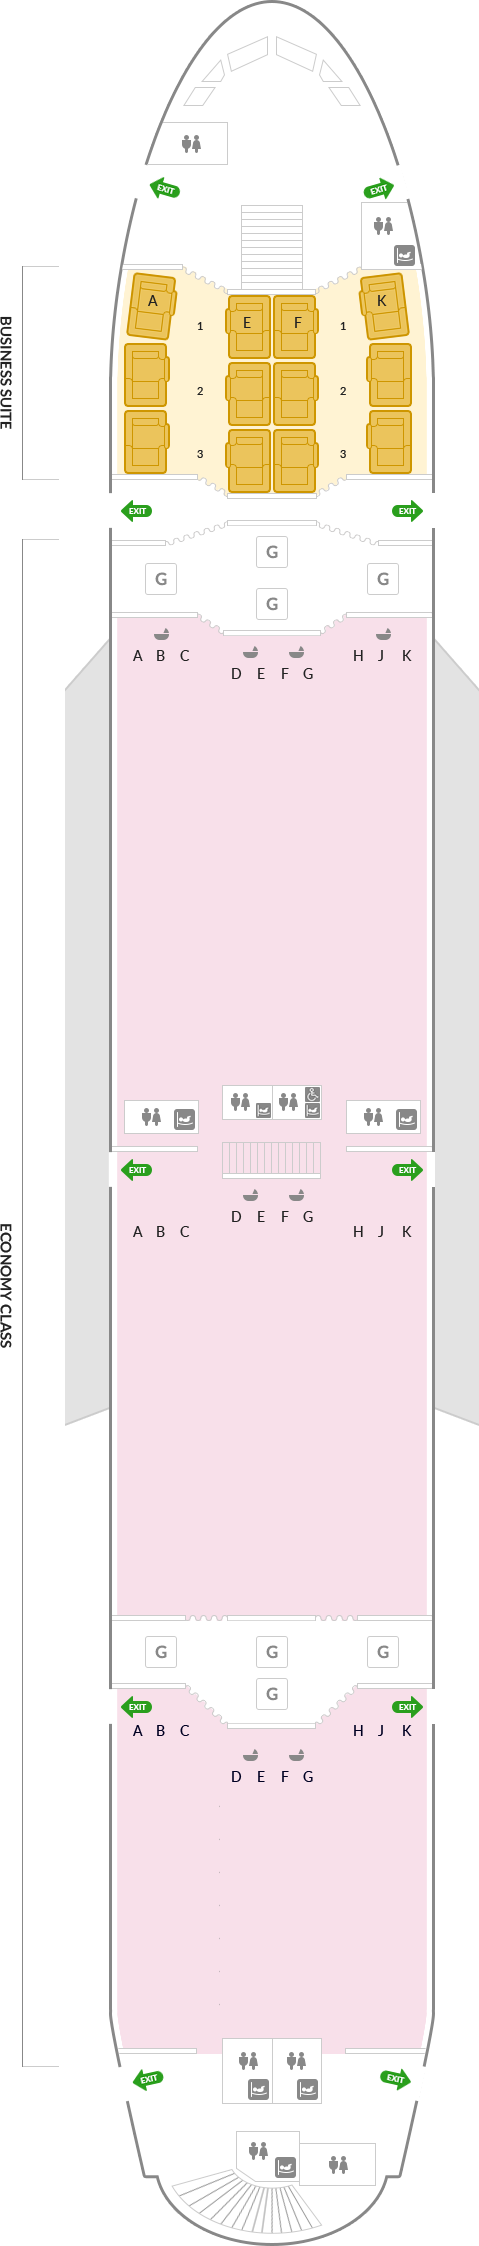 EXIT EXIT
BUSINESS SUITE
A K
1 E F 1
2 2
3 3
EXIT EXIT
G
G G
G
A B C H J K
D E F G
EXIT EXIT
D E F G
A B C H J K
ECONOMY CLASS
G G G
G
EXIT EXIT
A B C H J K
D E F G
EXIT EXIT